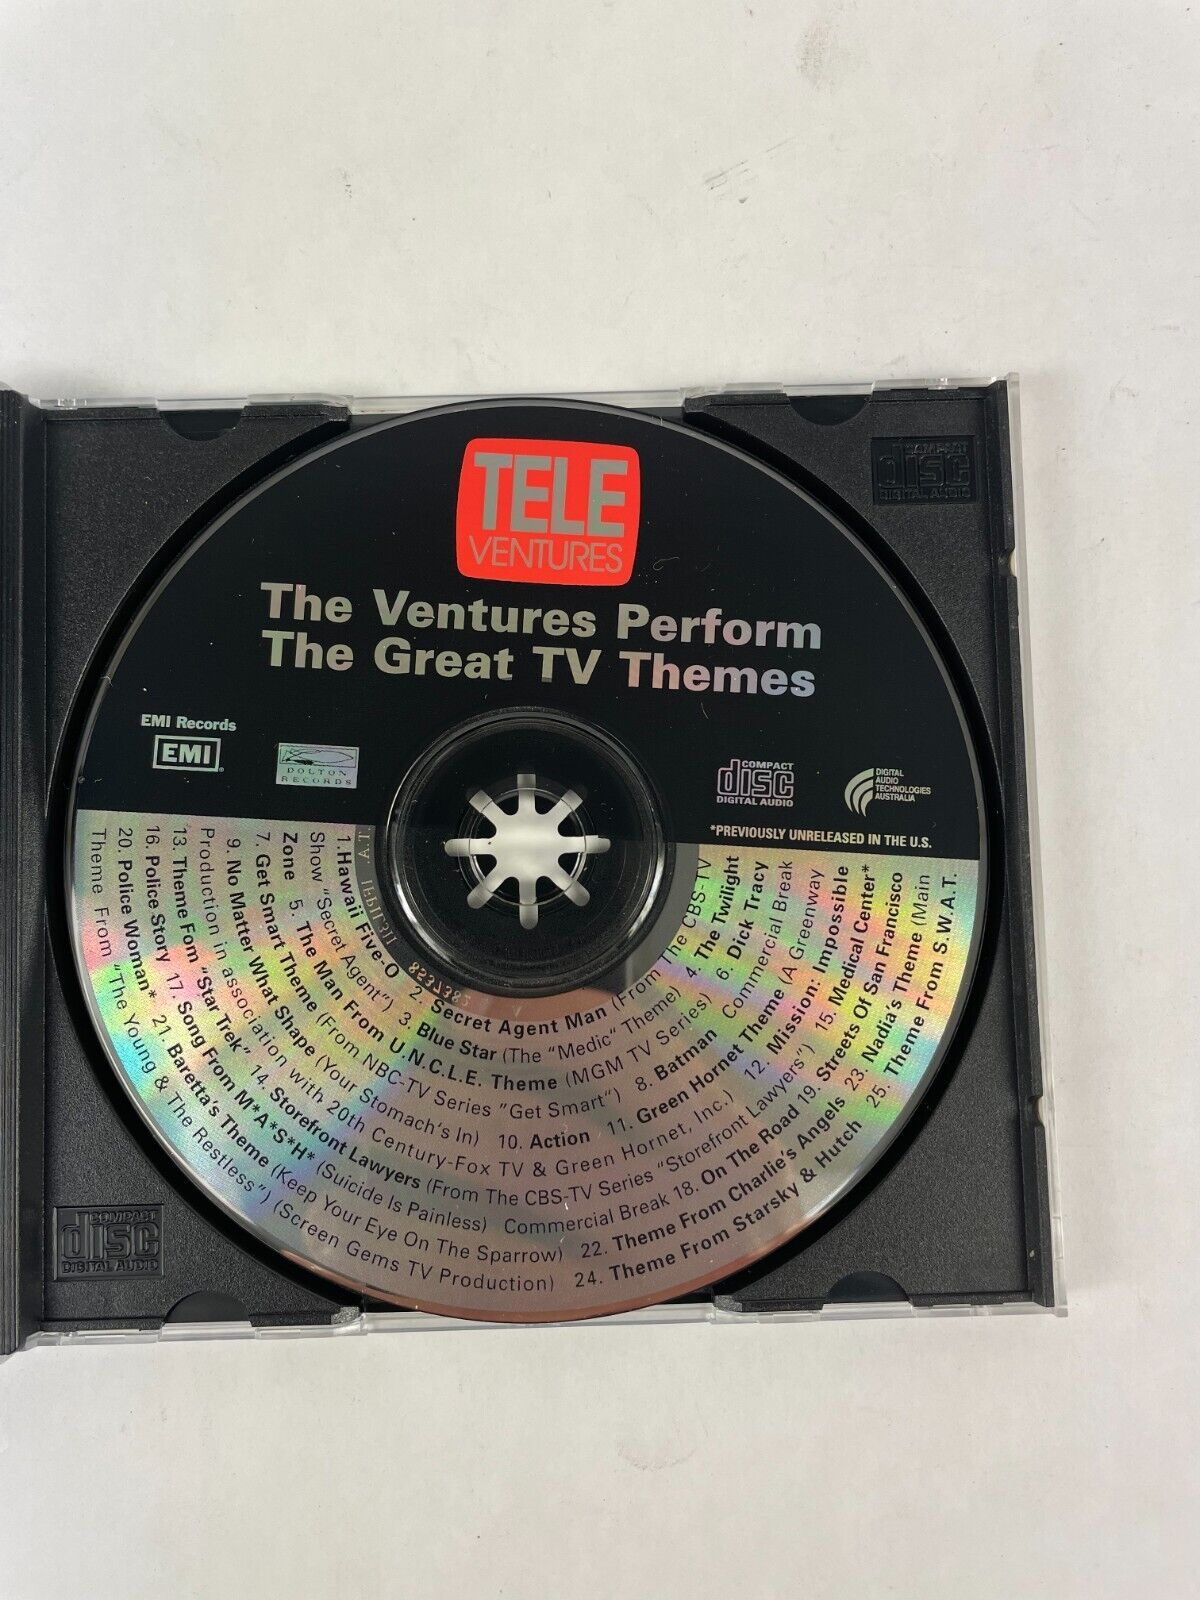 TELE
VENTURES
The Ventures Perform
The Great TV Themes
EMI Records
EMI
DOLTON
RECORDS
COMPACT
disc
DIGITAL AUDIO
DIGITAL
AUDIO
TECHNOLOGIES
AUSTRALIA
*PREVIOUSLY UNRELEASED IN THE U.S.
1. Hawaii Five-O 2. Secret Agent Man (From The CBS-TV
Show "Secret Agent") 3. Blue Star (The "Medic" Theme) 4. The Twilight
Zone 5. The Man From U.N.C.L.E. Theme (MGM TV Series) 6. Dick Tracy
7. Get Smart Theme (From NBC-TV Series "Get Smart") 8. Batman Commercial Break
9. No Matter What Shape (Your Stomach's In) 10. Action 11. Green Hornet Theme (A Greenway
Production in association with 20th Century-Fox TV & Green Hornet, Inc.) 12. Mission: Impossible
13. Theme Fom "Star Trek" 14. Storefront Lawyers (From The CBS-TV Series "Storefront Lawyers") 15. Medical Center*
16. Police Story 17. Song From M*A*S*H* (Suicide Is Painless) Commercial Break 18. On The Road 19. Streets Of San Francisco
20. Police Woman* 21. Baretta's Theme (Keep Your Eye On The Sparrow) 22. Theme From Charlie's Angels 23. Nadia's Theme (Main
Theme From "The Young & The Restless") (Screen Gems TV Production) 24. Theme From Starsky & Hutch 25. Theme From S.W.A.T.
COMPACT
disc
DIGITAL AUDIO
COMPACT
disc
DIGITAL AUDIO